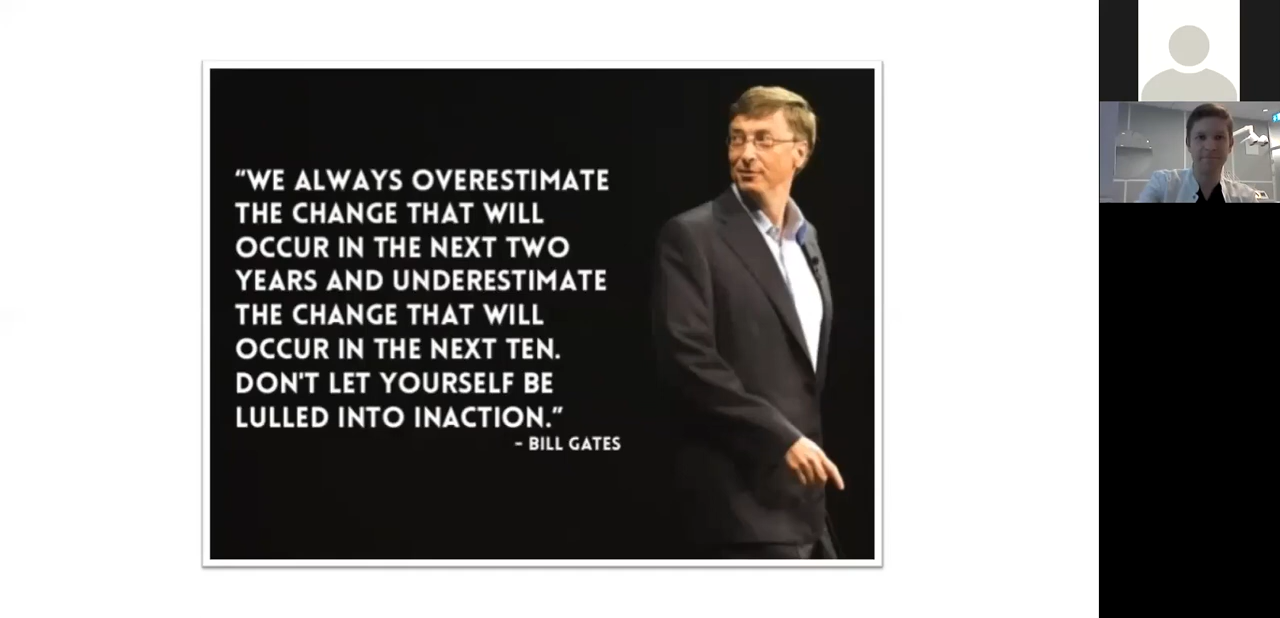 “WE ALWAYS OVERESTIMATE
THE CHANGE THAT WILL
OCCUR IN THE NEXT TWO
YEARS AND UNDERESTIMATE
THE CHANGE THAT WILL
OCCUR IN THE NEXT TEN.
DON'T LET YOURSELF BE
LULLED INTO INACTION.”
- BILL GATES